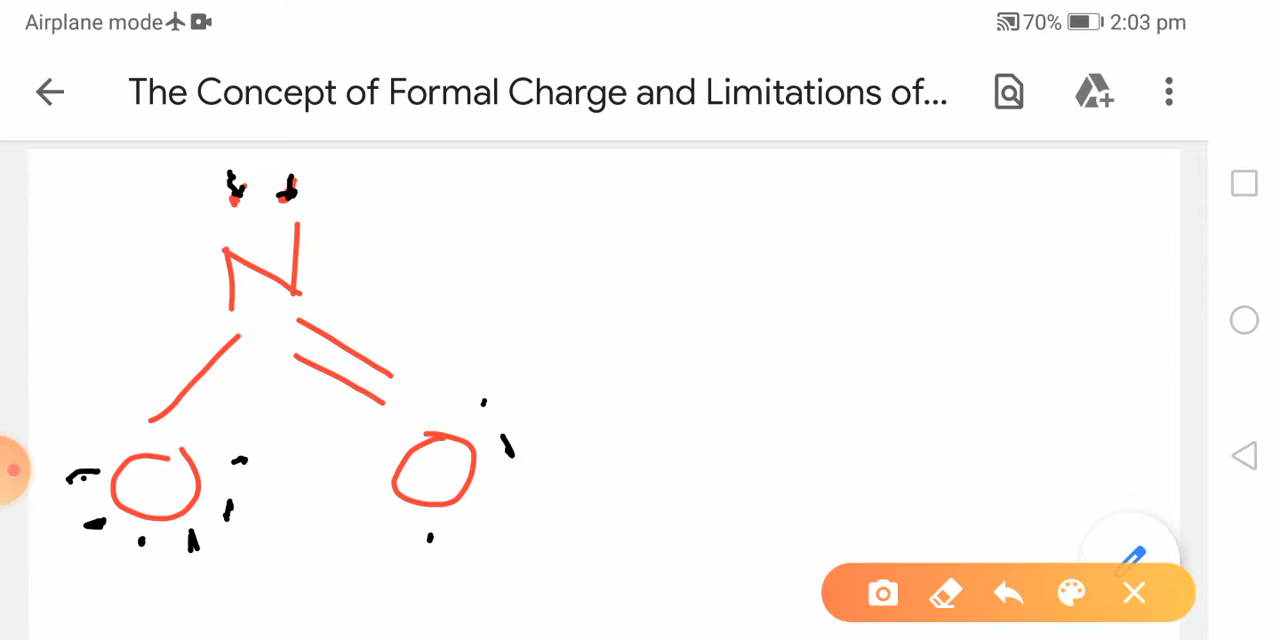 Airplane mode 70% 2:03 pm
The Concept of Formal Charge and Limitations of...
N
O O